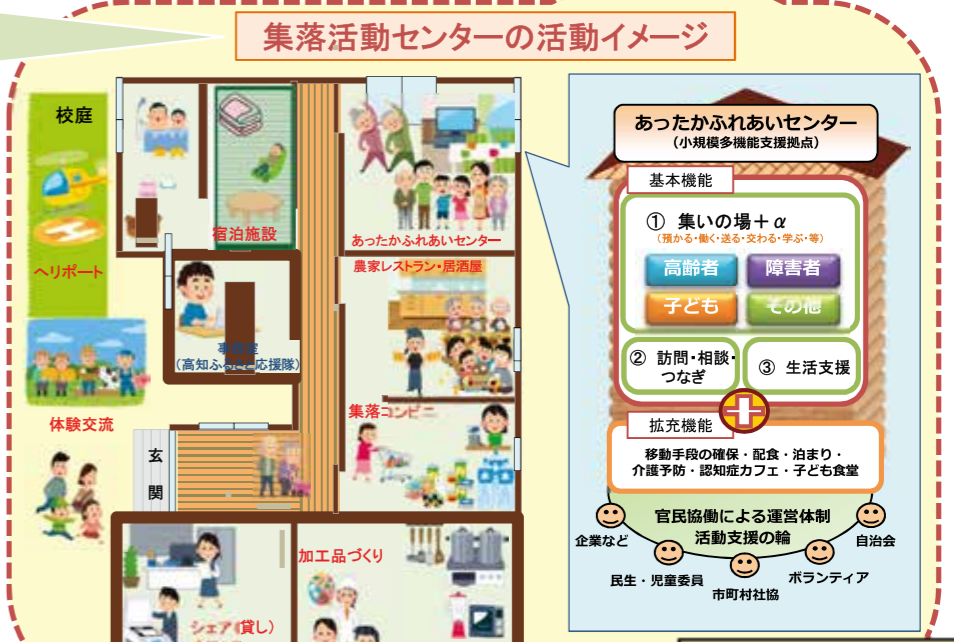 集落活動センターの活動イメージ
校庭
ヘリポート
体験交流
宿泊施設
あったかふれあいセンター
農家レストラン・居酒屋
(高知ふるさと応援隊)
集落コンビニ
玄
関
シェア(貸し)
加工品づくり
あったかふれあいセンター
(小規模多機能支援拠点)
基本機能
① 集いの場+α
(預かる・働く・送る・交わる・学ぶ・等)
高齢者
障害者
子ども
その他
② 訪問・相談・
つなぎ
③ 生活支援
拡充機能
移動手段の確保・配食・泊まり・
介護予防・認知症カフェ・子ども食堂
官民協働による運営体制
活動支援の輪
企業など
民生・児童委員
市町村社協
ボランティア
自治会